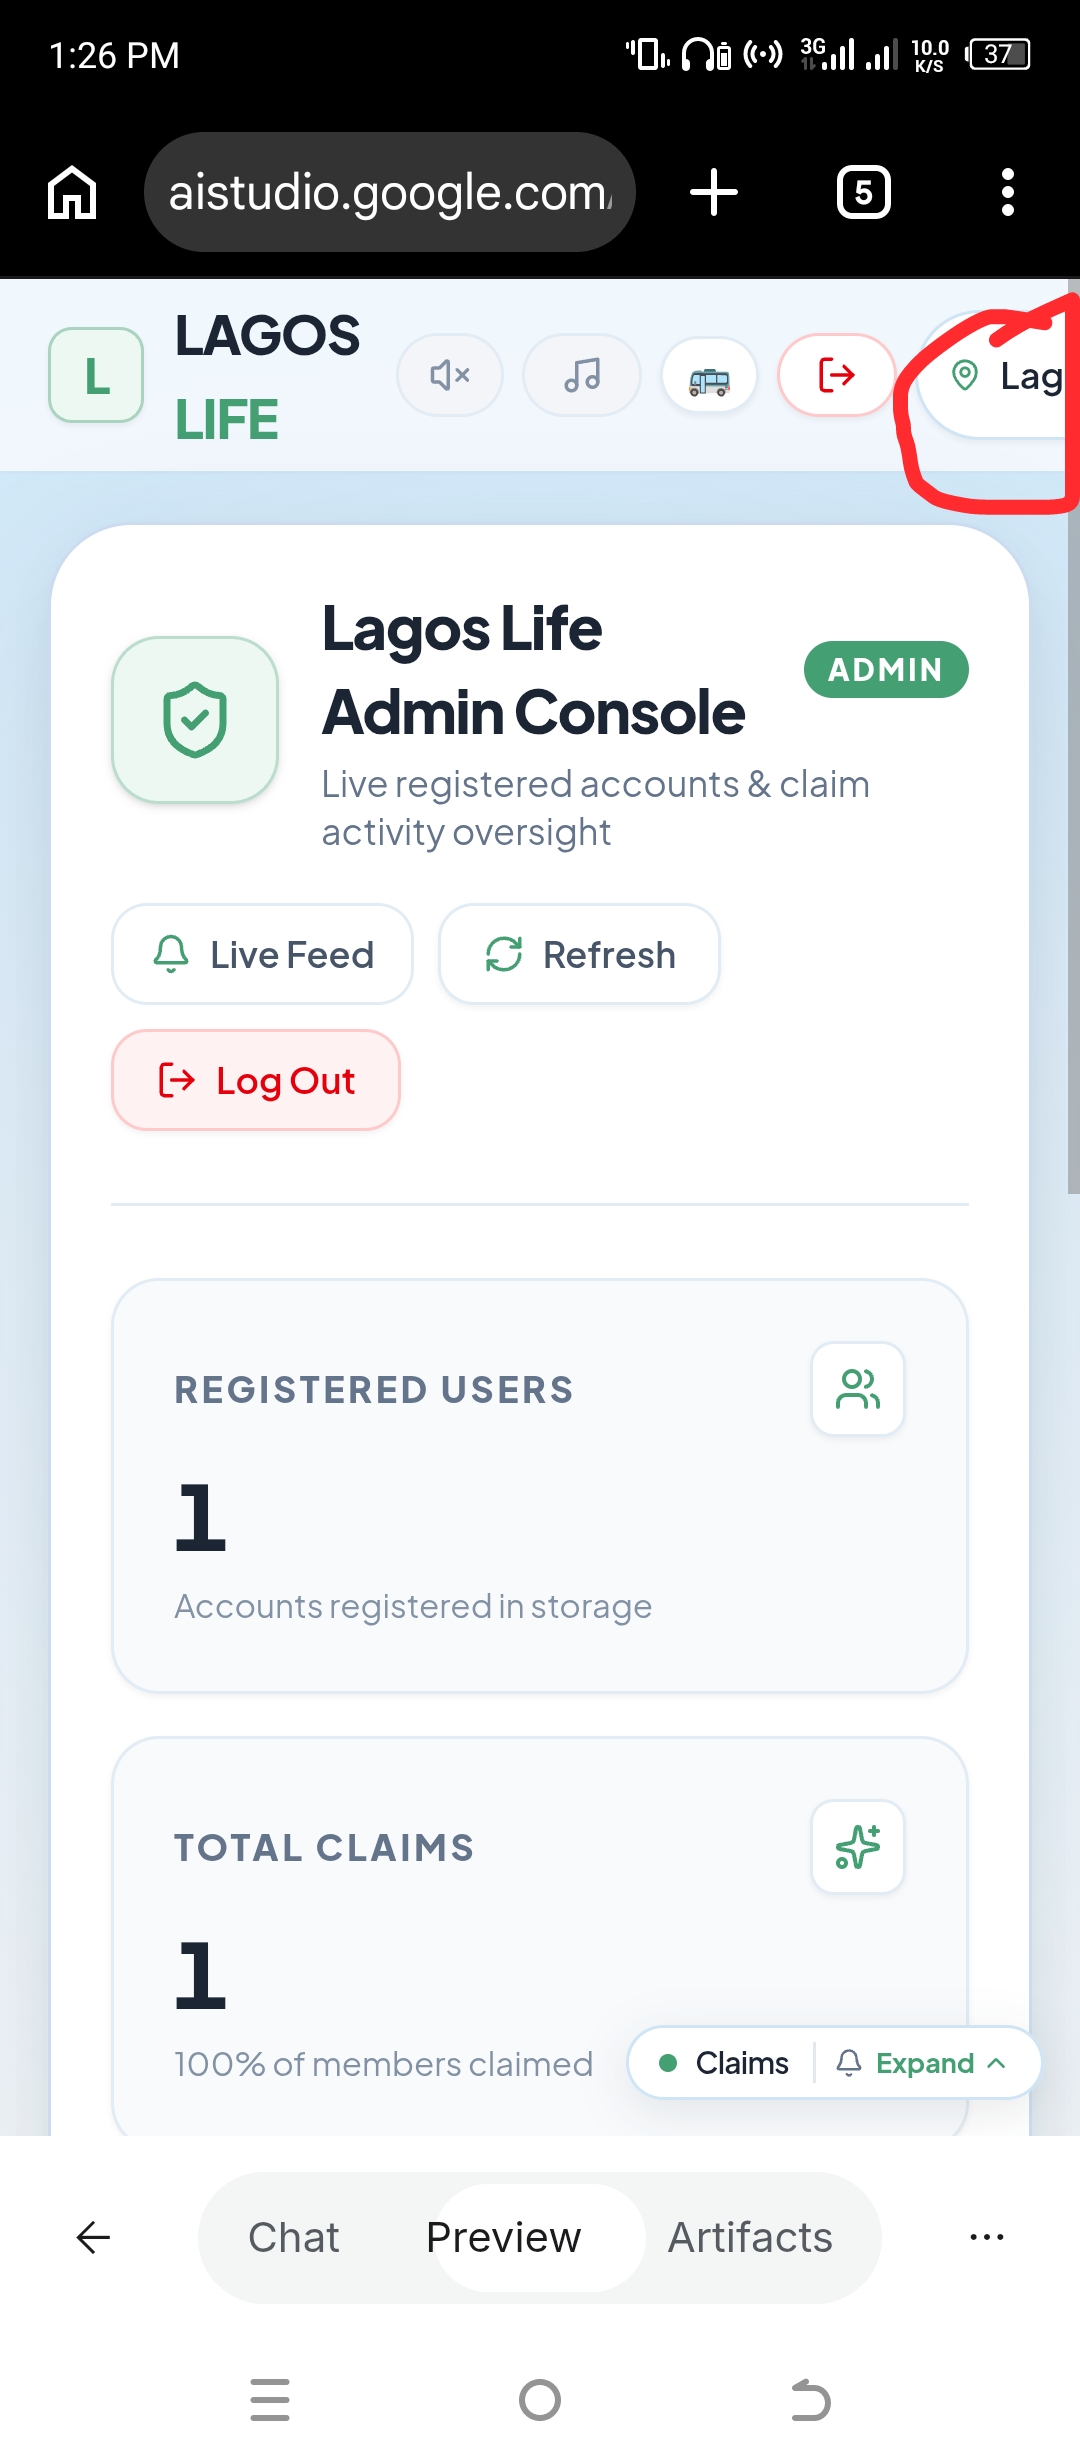 1:26 PM
3G
10.0
K/S
37
aistudio.google.com/
5
L
LAGOS
LIFE
Lag
Lagos Life
Admin Console
ADMIN
Live registered accounts & claim
activity oversight
Live Feed
Refresh
Log Out
REGISTERED USERS
1
Accounts registered in storage
TOTAL CLAIMS
1
100% of members claimed
Claims
Expand
Chat
Preview
Artifacts